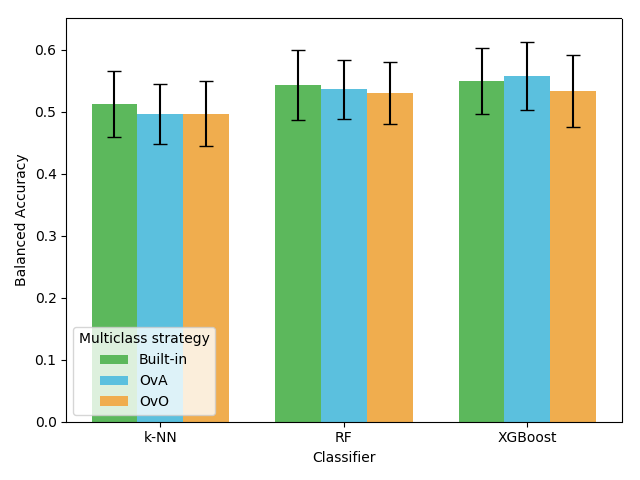 0.6
0.5
0.4
0.3
0.2
0.1
0.0
Balanced Accuracy
Multiclass strategy
Built-in
OvA
OvO
k-NN
RF
XGBoost
Classifier